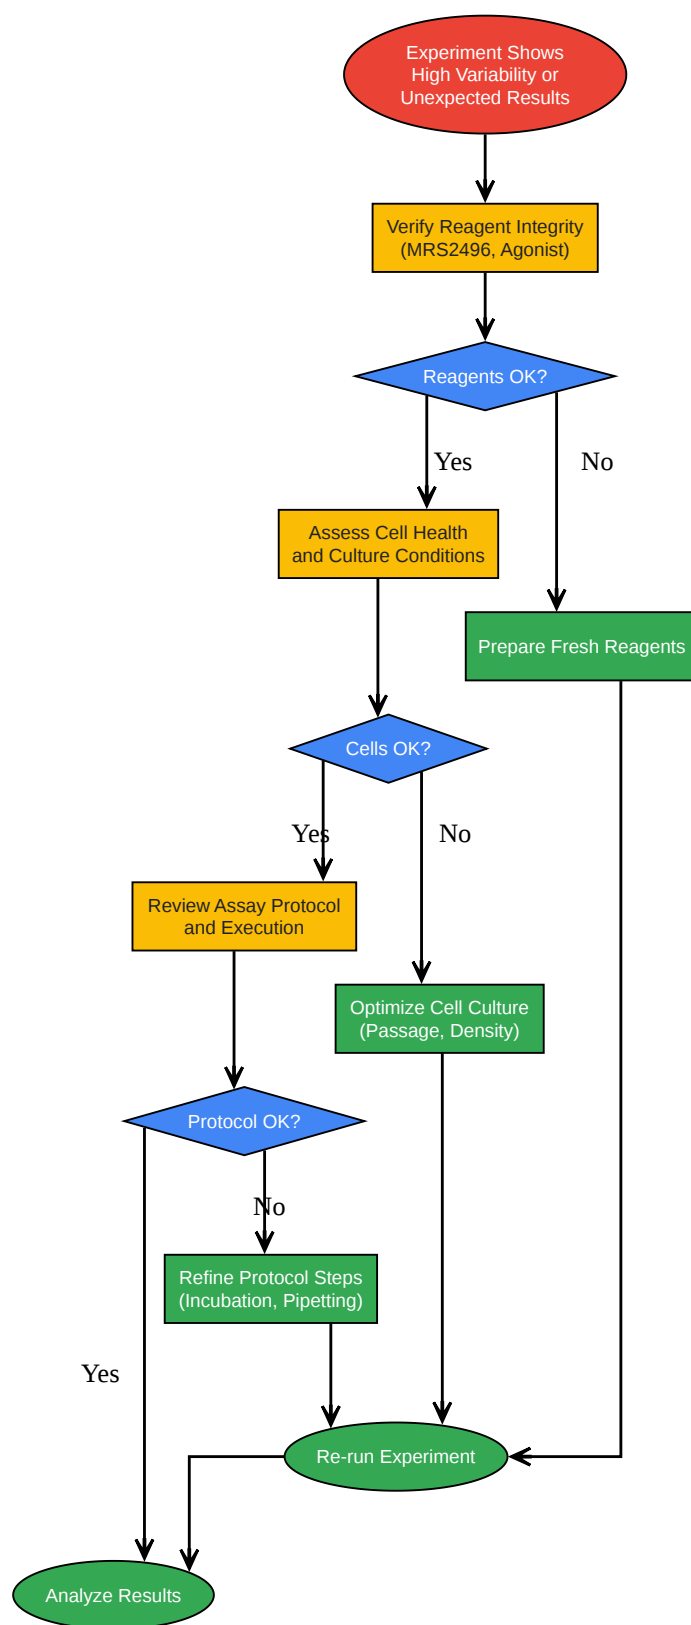 Experiment Shows
High Variability or
Unexpected Results
Verify Reagent Integrity
(MRS2496, Agonist)
Reagents OK?
Yes
No
Assess Cell Health
and Culture Conditions
Prepare Fresh Reagents
Cells OK?
Yes
No
Review Assay Protocol
and Execution
Optimize Cell Culture
(Passage, Density)
Protocol OK?
No
Refine Protocol Steps
(Incubation, Pipetting)
Yes
Re-run Experiment
Analyze Results